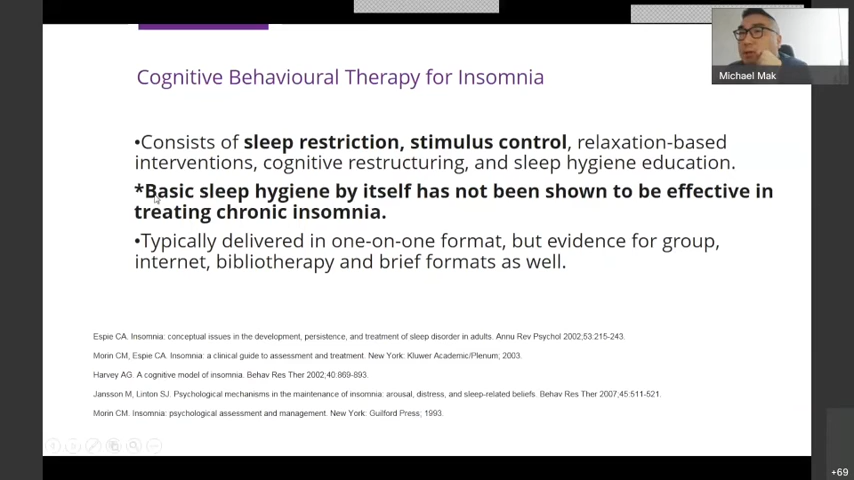 Michael Mak
Cognitive Behavioural Therapy for Insomnia
•Consists of sleep restriction, stimulus control, relaxation-based
interventions, cognitive restructuring, and sleep hygiene education.
*Basic sleep hygiene by itself has not been shown to be effective in
treating chronic insomnia.
•Typically delivered in one-on-one format, but evidence for group,
internet, bibliotherapy and brief formats as well.
Espie CA. Insomnia: conceptual issues in the development, persistence, and treatment of sleep disorder in adults. Annu Rev Psychol 2002;53:215-243.
Morin CM, Espie CA. Insomnia: a clinical guide to assessment and treatment. New York: Kluwer Academic/Plenum; 2003.
Harvey AG. A cognitive model of insomnia. Behav Res Ther 2002;40:869-893.
Jansson M, Linton SJ. Psychological mechanisms in the maintenance of insomnia: arousal, distress, and sleep-related beliefs. Behav Res Ther 2007;45:511-521.
Morin CM. Insomnia: psychological assessment and management. New York: Guilford Press; 1993.
+69